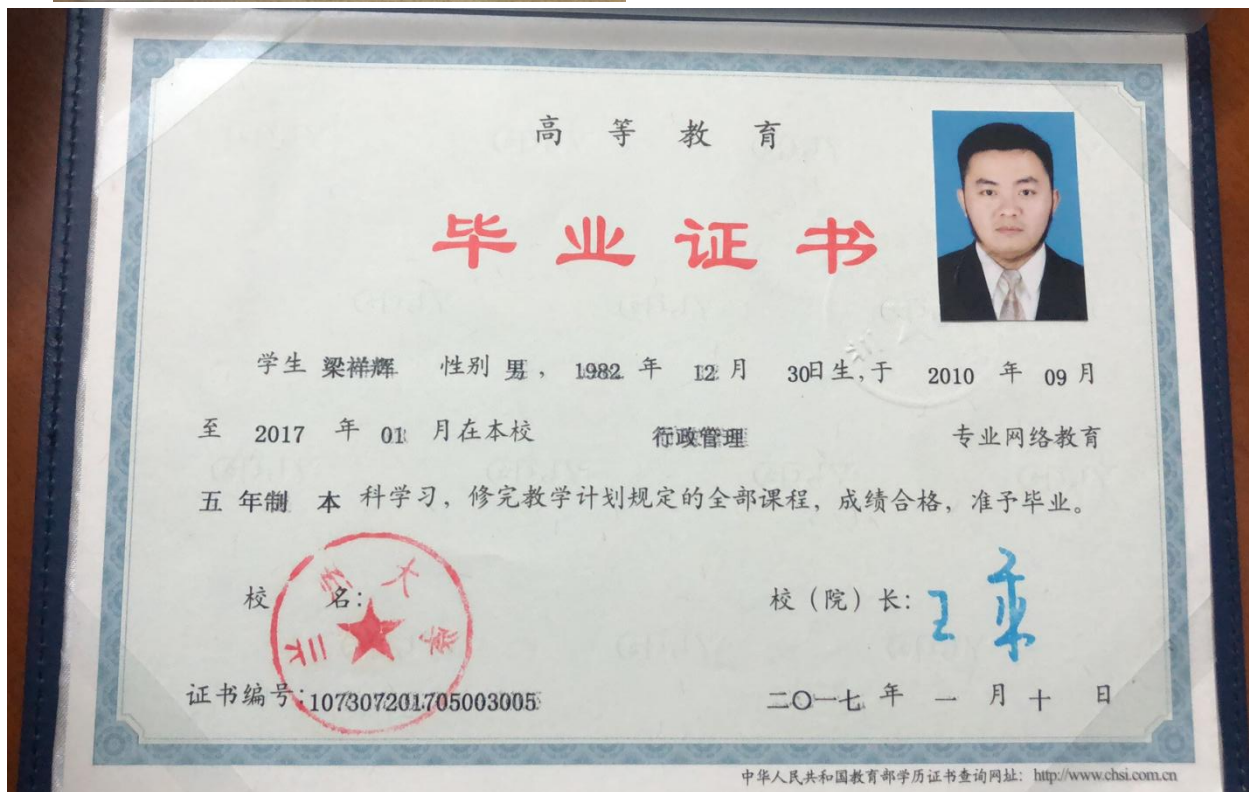 高等教育
毕业证书
学生 梁祥辉 性别 男，1982 年 12 月 30日生,于 2010 年 09 月
至 2017 年 01 月在本校 行政管理 专业网络教育
五 年制 本 科学习，修完教学计划规定的全部课程，成绩合格，准予毕业。
校 名：
大 学
校（院）长：
证书编号：107307201705003005
二〇一七 年 一 月 十 日
中华人民共和国教育部学历证书查询网址：http://www.chsi.com.cn